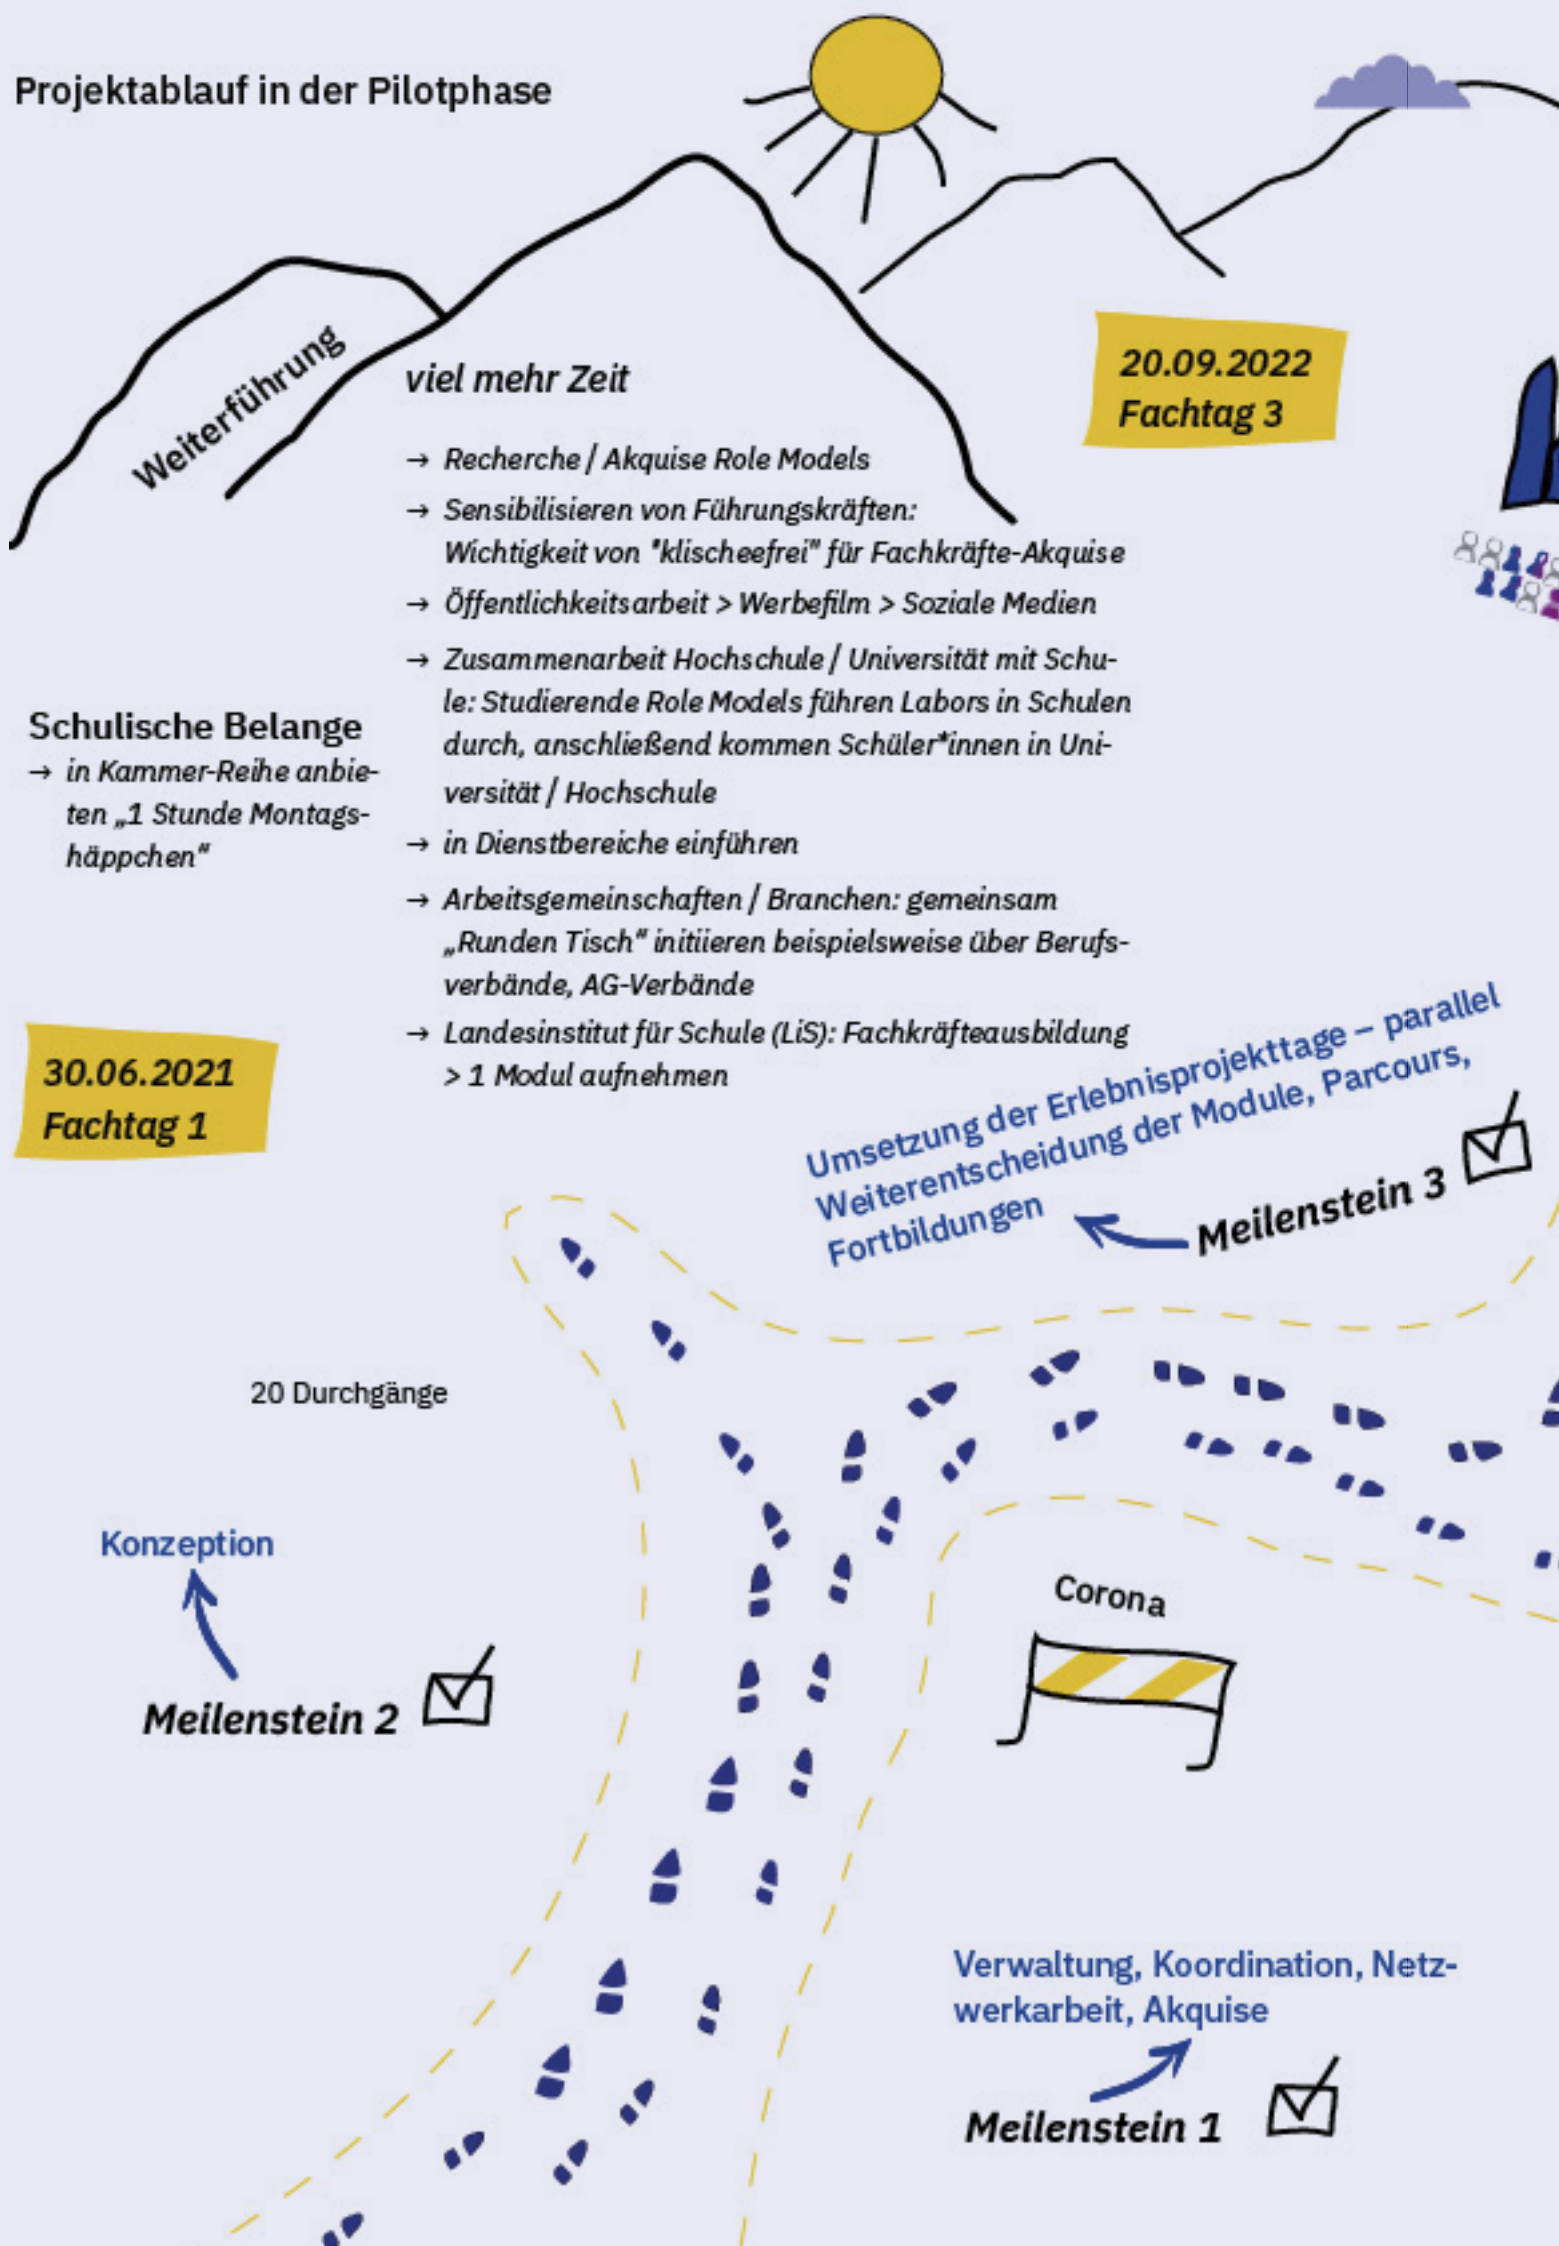 Projektablauf in der Pilotphase
Weiterführung
viel mehr Zeit
→ Recherche / Akquise Role Models
→ Sensibilisieren von Führungskräften:
Wichtigkeit von "klischeefrei" für Fachkräfte-Akquise
→ Öffentlichkeitsarbeit > Werbefilm > Soziale Medien
→ Zusammenarbeit Hochschule / Universität mit Schu-
le: Studierende Role Models führen Labors in Schulen
durch, anschließend kommen Schüler*innen in Uni-
versität / Hochschule
→ in Dienstbereiche einführen
→ Arbeitsgemeinschaften / Branchen: gemeinsam
„Runden Tisch" initiieren beispielsweise über Berufs-
verbände, AG-Verbände
→ Landesinstitut für Schule (LiS): Fachkräfteausbildung
> 1 Modul aufnehmen
20.09.2022
Fachtag 3
Schulische Belange
→ in Kammer-Reihe anbie-
ten „1 Stunde Montags-
häppchen"
30.06.2021
Fachtag 1
Umsetzung der Erlebnisprojekttage – parallel
Weiterentscheidung der Module, Parcours,
Fortbildungen
Meilenstein 3
20 Durchgänge
Konzeption
Meilenstein 2
Corona
Verwaltung, Koordination, Netz-
werkarbeit, Akquise
Meilenstein 1